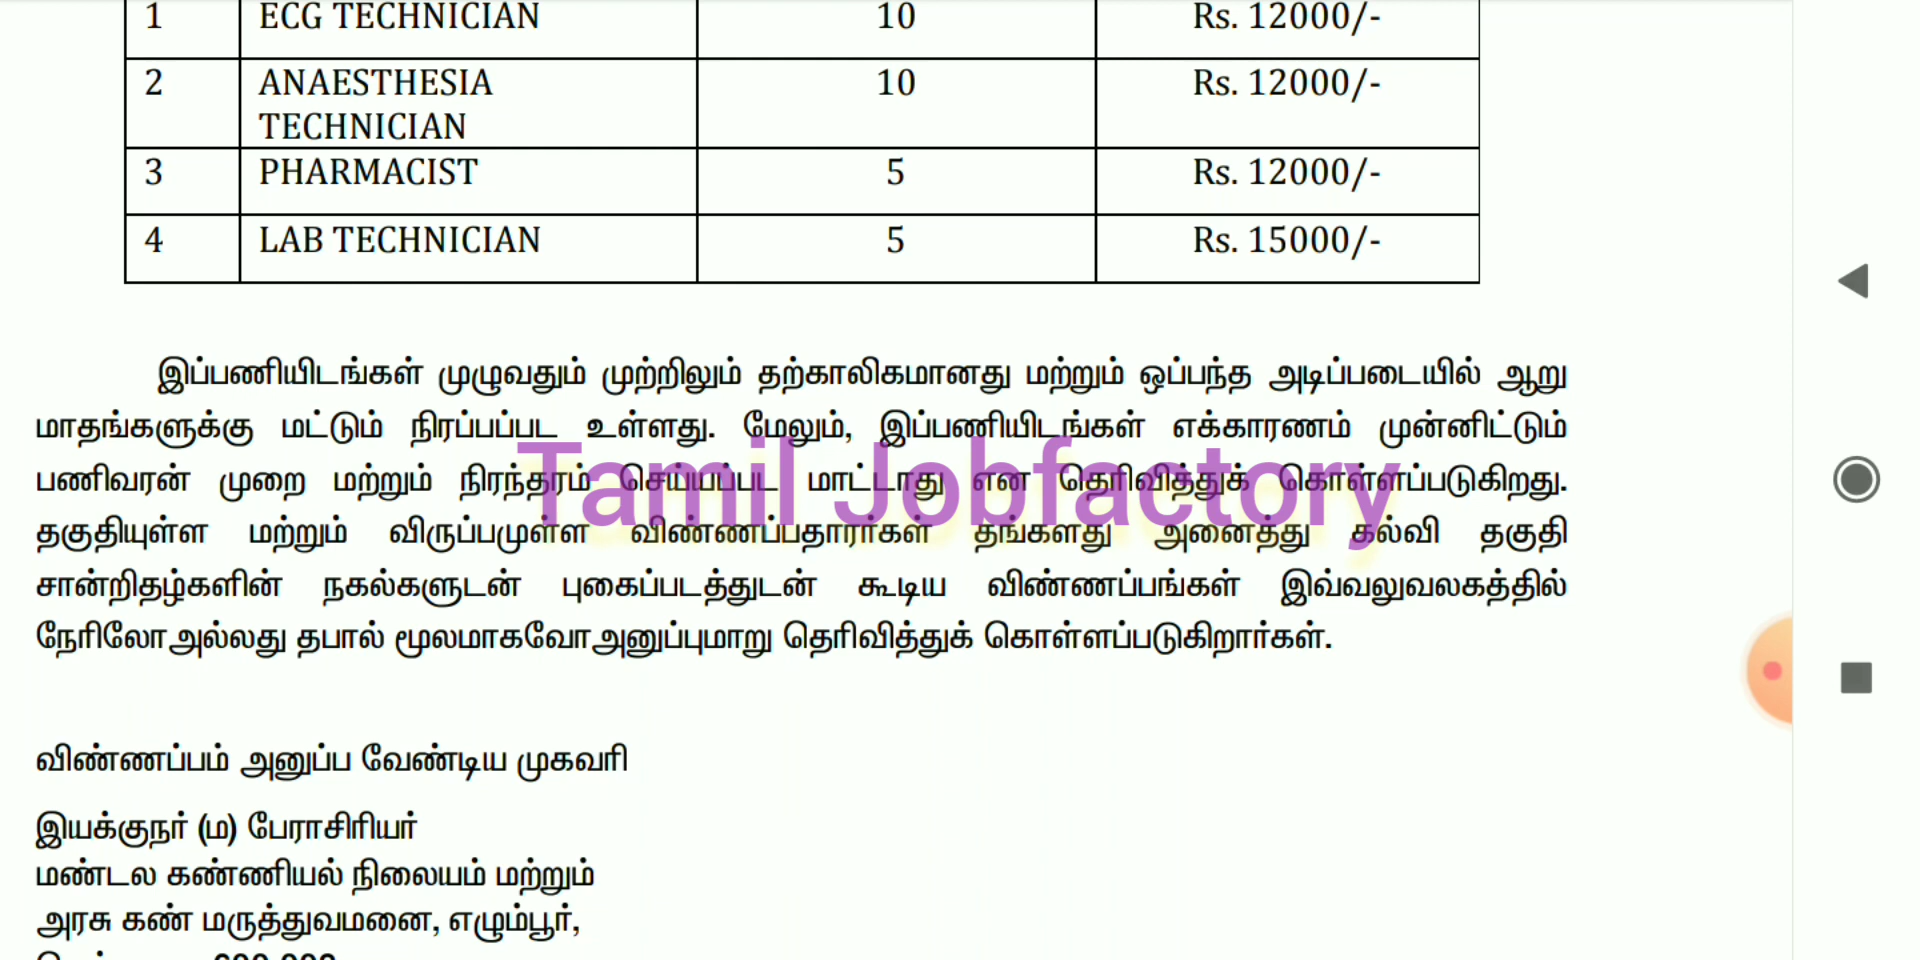 1 ECG TECHNICIAN 10 Rs. 12000/-
2 ANAESTHESIA TECHNICIAN 10 Rs. 12000/-
3 PHARMACIST 5 Rs. 12000/-
4 LAB TECHNICIAN 5 Rs. 15000/-
இப்பணியிடங்கள் முழுவதும் முற்றிலும் தற்காலிகமானது மற்றும் ஒப்பந்த அடிப்படையில் ஆறு
மாதங்களுக்கு மட்டும் நிரப்பப்பட உள்ளது. மேலும், இப்பணியிடங்கள் எக்காரணம் முன்னிட்டும்
பணிவரன் முறை மற்றும் நிரந்தரம் செய்யப்பட மாட்டாது என தெரிவித்துக் கொள்ளப்படுகிறது.
Tamil Jobfactory
தகுதியுள்ள மற்றும் விருப்பமுள்ள விண்ணப்பதாரர்கள் தங்களது அனைத்து கல்வி தகுதி
சான்றிதழ்களின் நகல்களுடன் புகைப்படத்துடன் கூடிய விண்ணப்பங்கள் இவ்வலுவலகத்தில்
நேரிலோஅல்லது தபால் மூலமாகவோஅனுப்புமாறு தெரிவித்துக் கொள்ளப்படுகிறார்கள்.
விண்ணப்பம் அனுப்ப வேண்டிய முகவரி
இயக்குநர் (ம) பேராசிரியர்
மண்டல கண்ணியல் நிலையம் மற்றும்
அரசு கண் மருத்துவமனை, எழும்பூர்,